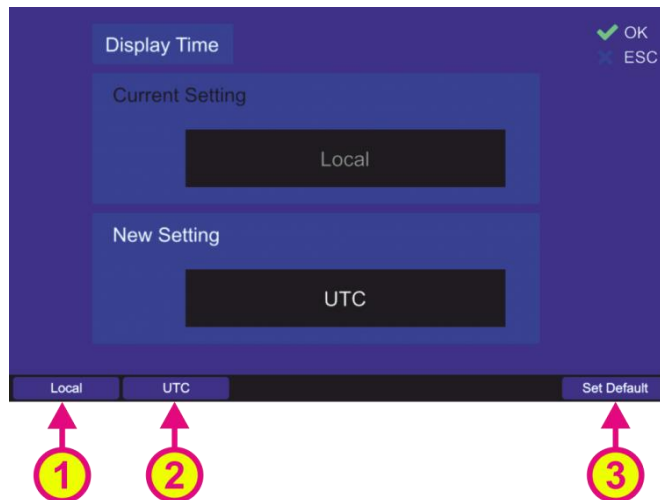 Display Time
OK
ESC
Current Setting
Local
New Setting
UTC
Local UTC Set Default
1 2 3